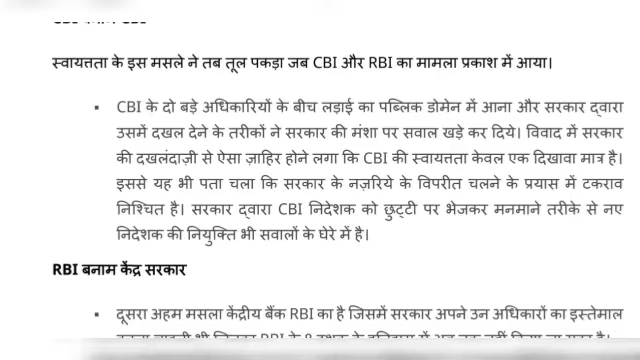 स्वायत्तता के इस मसले ने तब तूल पकड़ा जब CBI और RBI का मामला प्रकाश में आया।
▪ CBI के दो बड़े अधिकारियों के बीच लड़ाई का पब्लिक डोमेन में आना और सरकार द्वारा
उसमें दखल देने के तरीकों ने सरकार की मंशा पर सवाल खड़े कर दिये। विवाद में सरकार
की दखलंदाज़ी से ऐसा ज़ाहिर होने लगा कि CBI की स्वायत्तता केवल एक दिखावा मात्र है।
इससे यह भी पता चला कि सरकार के नज़रिये के विपरीत चलने के प्रयास में टकराव
निश्चित है। सरकार द्वारा CBI निदेशक को छुट्टी पर भेजकर मनमाने तरीके से नए
निदेशक की नियुक्ति भी सवालों के घेरे में है।
RBI बनाम केंद्र सरकार
▪ दूसरा अहम मसला केंद्रीय बैंक RBI का है जिसमें सरकार अपने उन अधिकारों का इस्तेमाल